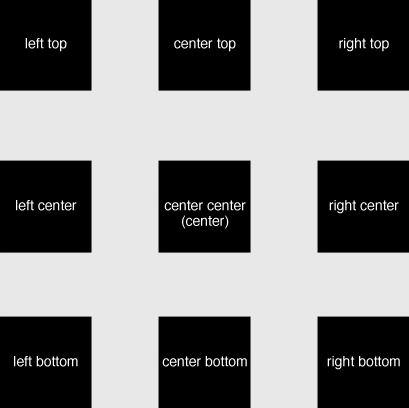 left top
center top
right top
left center
center center
(center)
right center
left bottom
center bottom
right bottom